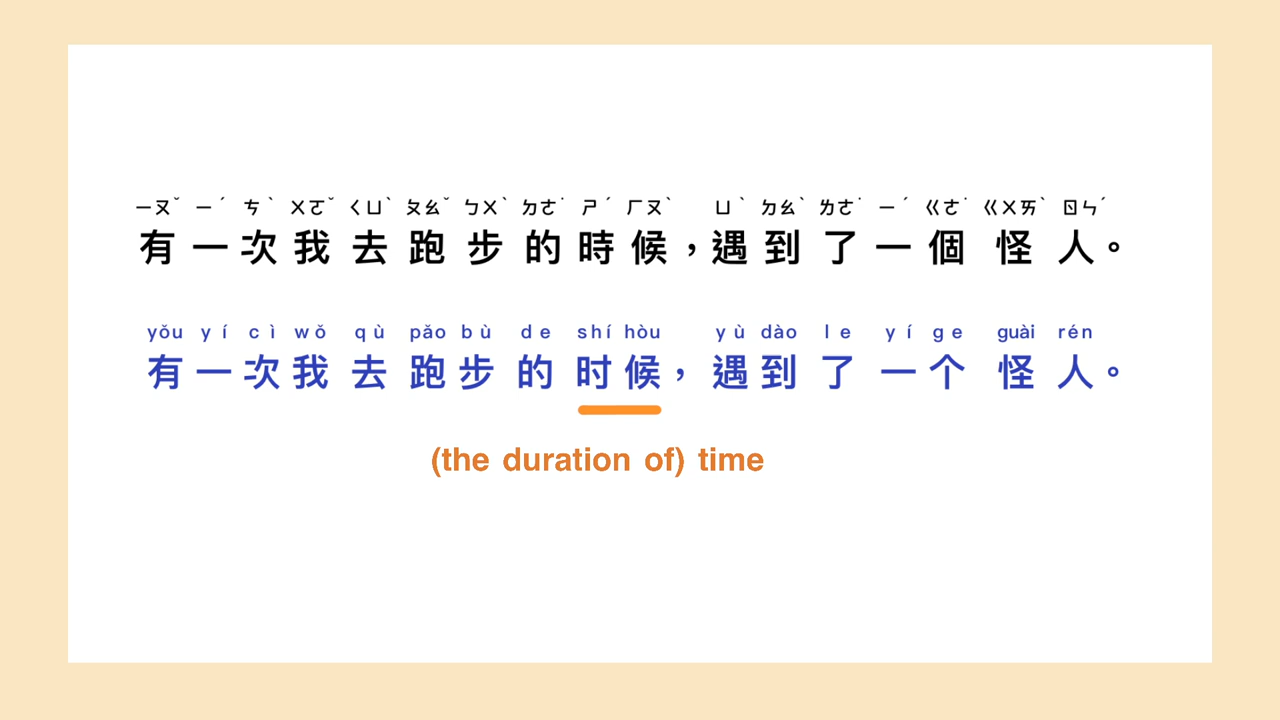 ㄧㄡˇ ㄧˊ ㄘˋ ㄨㄛˇ ㄑㄩˋ ㄆㄠˇ ㄅㄨˋ ㄉㄜ˙ ㄕˊ ㄏㄡˋ ㄩˋ ㄉㄠˋ ㄌㄜ˙ ㄧˊ ㄍㄜ˙ ㄍㄨㄞˋ ㄖㄣˊ
有一次我去跑步的時候，遇到了一個怪人。
yǒu yí cì wǒ qù pǎo bù de shí hòu yù dào le yí ge guài rén
有一次我去跑步的时候，遇到了一个怪人。
(the duration of) time